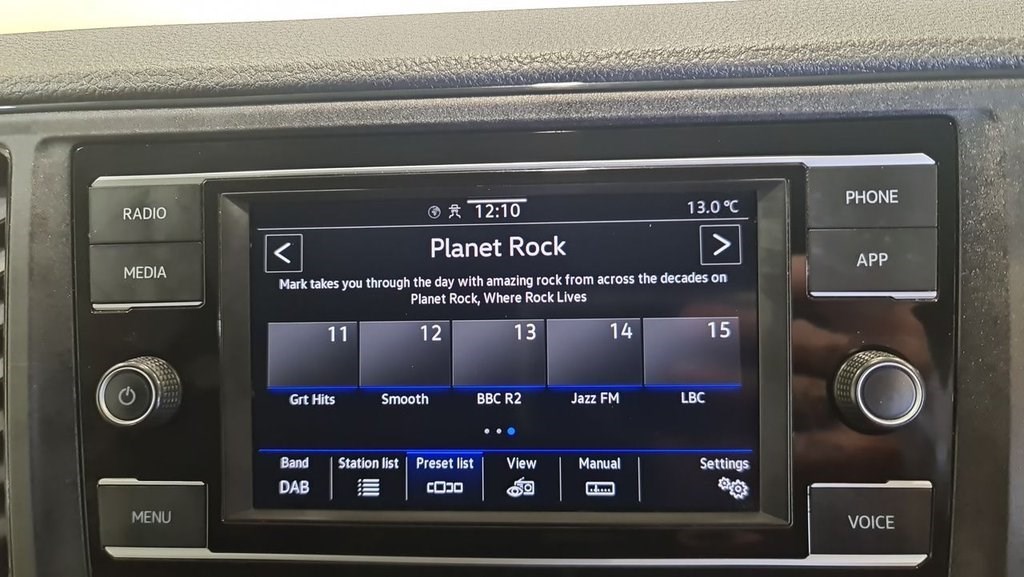 RADIO
MEDIA
MENU
12:10
13.0 °C
<
Planet Rock
>
Mark takes you through the day with amazing rock from across the decades on
Planet Rock, Where Rock Lives
11 12 13 14 15
Grt Hits Smooth BBC R2 Jazz FM LBC
Band Station list Preset list View Manual Settings
DAB
PHONE
APP
VOICE